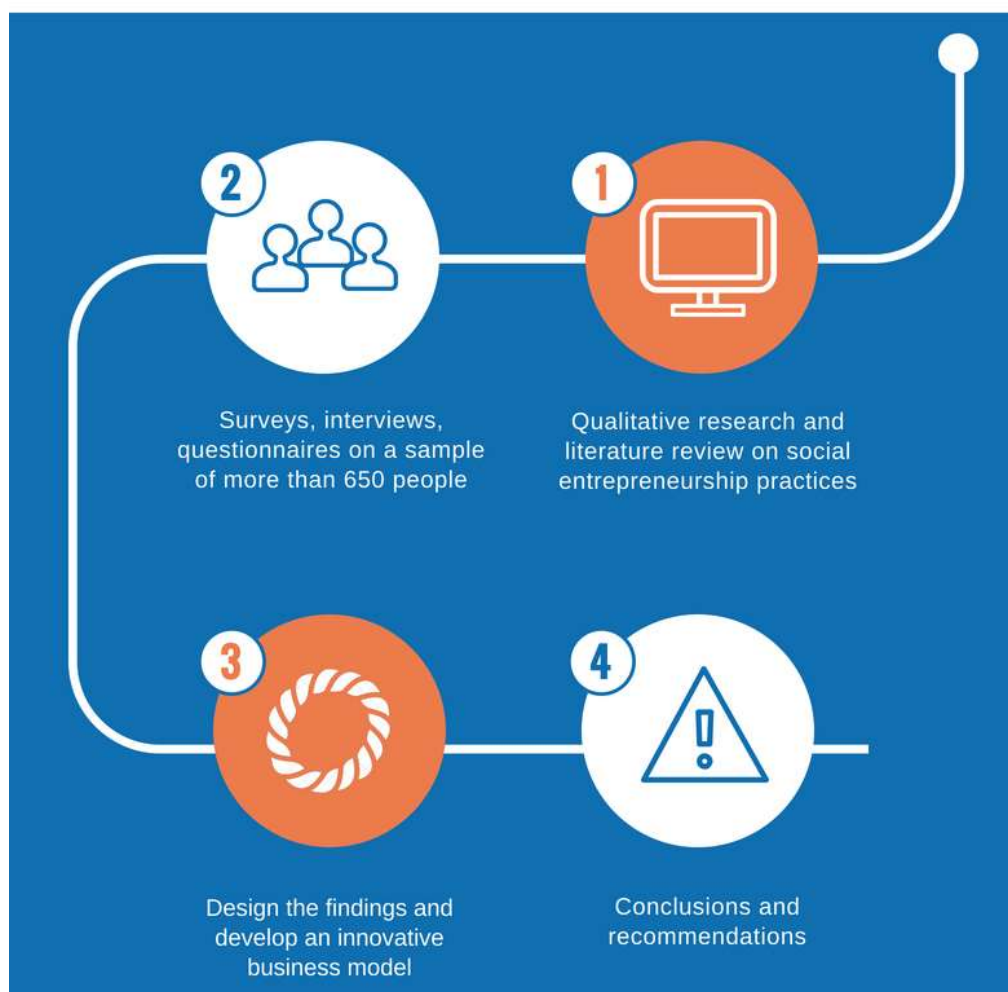 1
Qualitative research and
literature review on social
entrepreneurship practices
2
Surveys, interviews,
questionnaires on a sample
of more than 650 people
3
Design the findings and
develop an innovative
business model
4
Conclusions and
recommendations